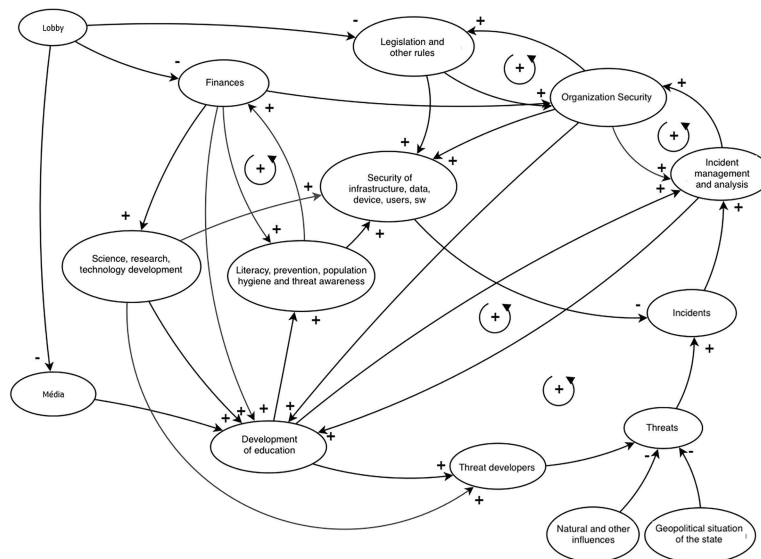 Lobby
-
Legislation and
other rules
+
-
Finances
+
+
+
Organization Security
+
+
+
+
+
Security of
infrastructure, data,
device, users, sw
+
+
+
+
Incident
management
and analysis
+
+
Science, research,
technology development
+
Literacy, prevention, population
hygiene and threat awareness
+
+
+
-
Incidents
+
-
Média
+
+
+
+
+
+
Development
of education
Threats
-
-
+
Threat developers
+
Natural and other
influences
Geopolitical situation
of the state